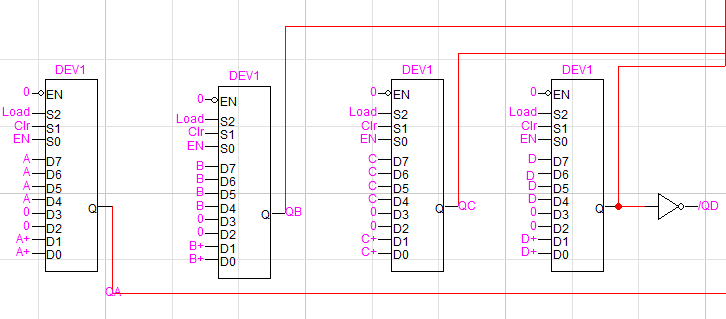 DEV1
0 EN
Load S2
Clr S1
EN S0
A D7
A D6
A D5
A D4
0 D3
0 D2
A+ D1
A+ D0
Q
QA
DEV1
0 EN
Load S2
Clr S1
EN S0
B D7
B D6
B D5
B D4
0 D3
0 D2
B+ D1
B+ D0
Q QB
DEV1
0 EN
Load S2
Clr S1
EN S0
C D7
C D6
C D5
C D4
0 D3
0 D2
C+ D1
C+ D0
Q QC
DEV1
0 EN
Load S2
Clr S1
EN S0
D D7
D D6
D D5
D D4
0 D3
0 D2
D+ D1
D+ D0
Q /QD